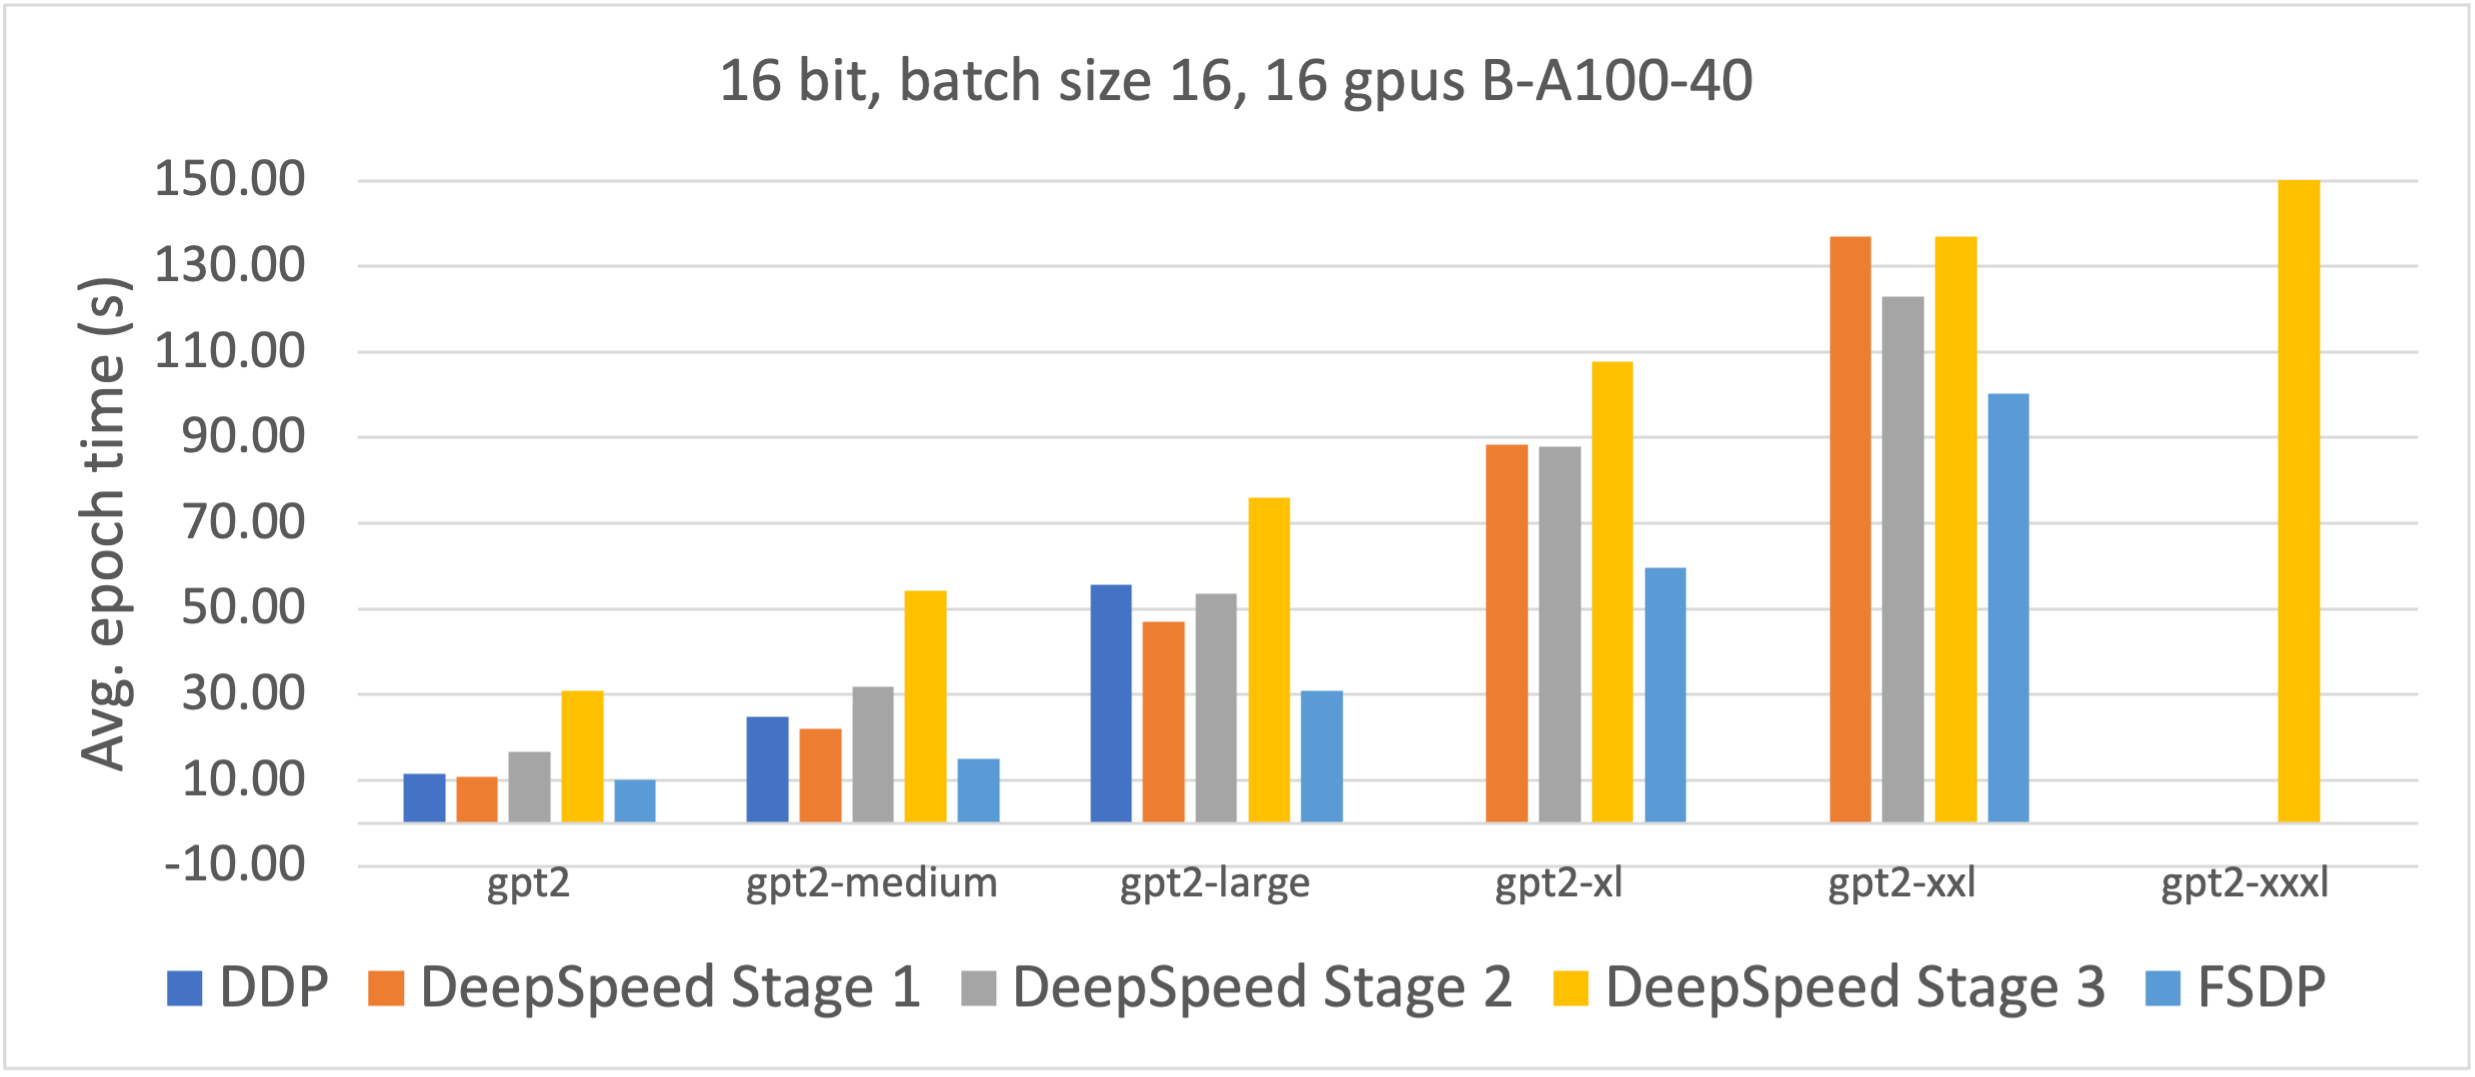 16 bit, batch size 16, 16 gpus B-A100-40
Avg. epoch time (s)
150.00
130.00
110.00
90.00
70.00
50.00
30.00
10.00
-10.00
gpt2 gpt2-medium gpt2-large gpt2-xl gpt2-xxl gpt2-xxxl
DDP DeepSpeed Stage 1 DeepSpeed Stage 2 DeepSpeed Stage 3 FSDP